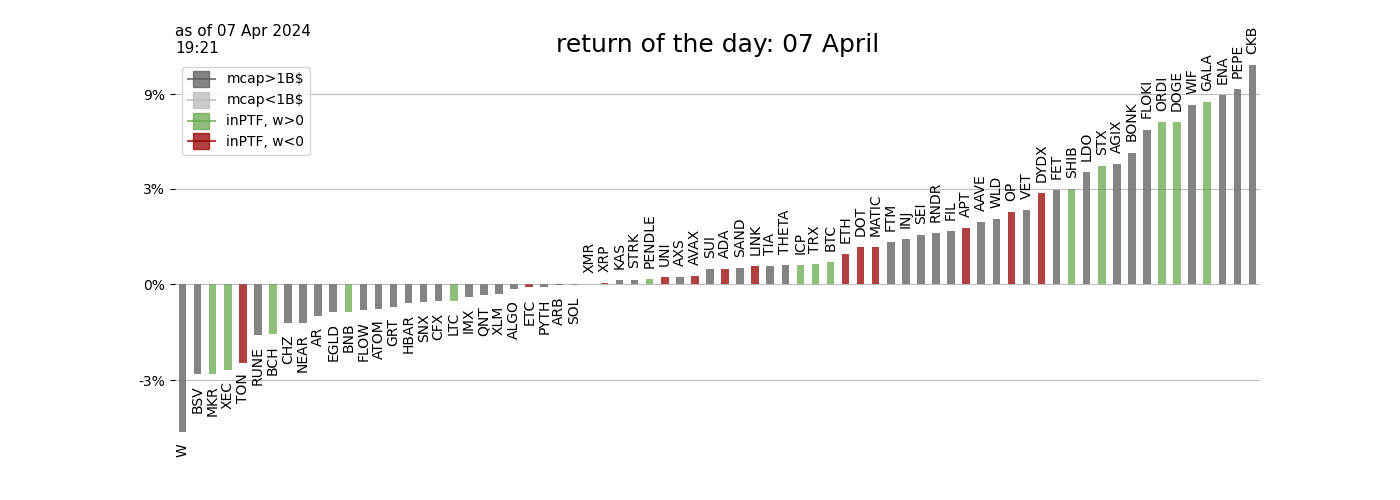 as of 07 Apr 2024
19:21
return of the day: 07 April
mcap>1B$
mcap<1B$
inPTF, w>0
inPTF, w<0
9%
3%
0%
-3%
W
BSV
MKR
XEC
TON
RUNE
BCH
CHZ
NEAR
AR
EGLD
BNB
FLOW
ATOM
GRT
HBAR
SNX
CFX
LTC
IMX
QNT
XLM
ALGO
ETC
PYTH
ARB
SOL
XMR
XRP
KAS
STRK
PENDLE
UNI
AXS
AVAX
SUI
ADA
SAND
LINK
TIA
THETA
ICP
TRX
BTC
ETH
DOT
MATIC
FTM
INJ
SEI
RNDR
FIL
APT
AAVE
WLD
OP
VET
DYDX
FET
SHIB
LDO
STX
AGIX
BONK
FLOKI
ORDI
DOGE
WIF
GALA
ENA
PEPE
CKB